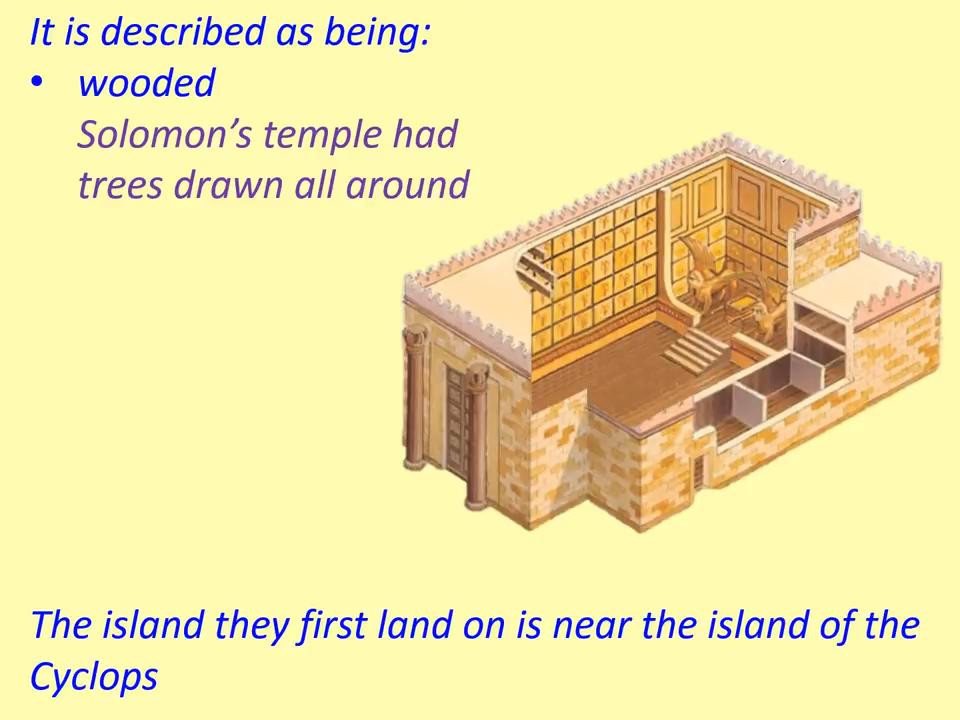 It is described as being:
• wooded
Solomon’s temple had
trees drawn all around
The island they first land on is near the island of the
Cyclops